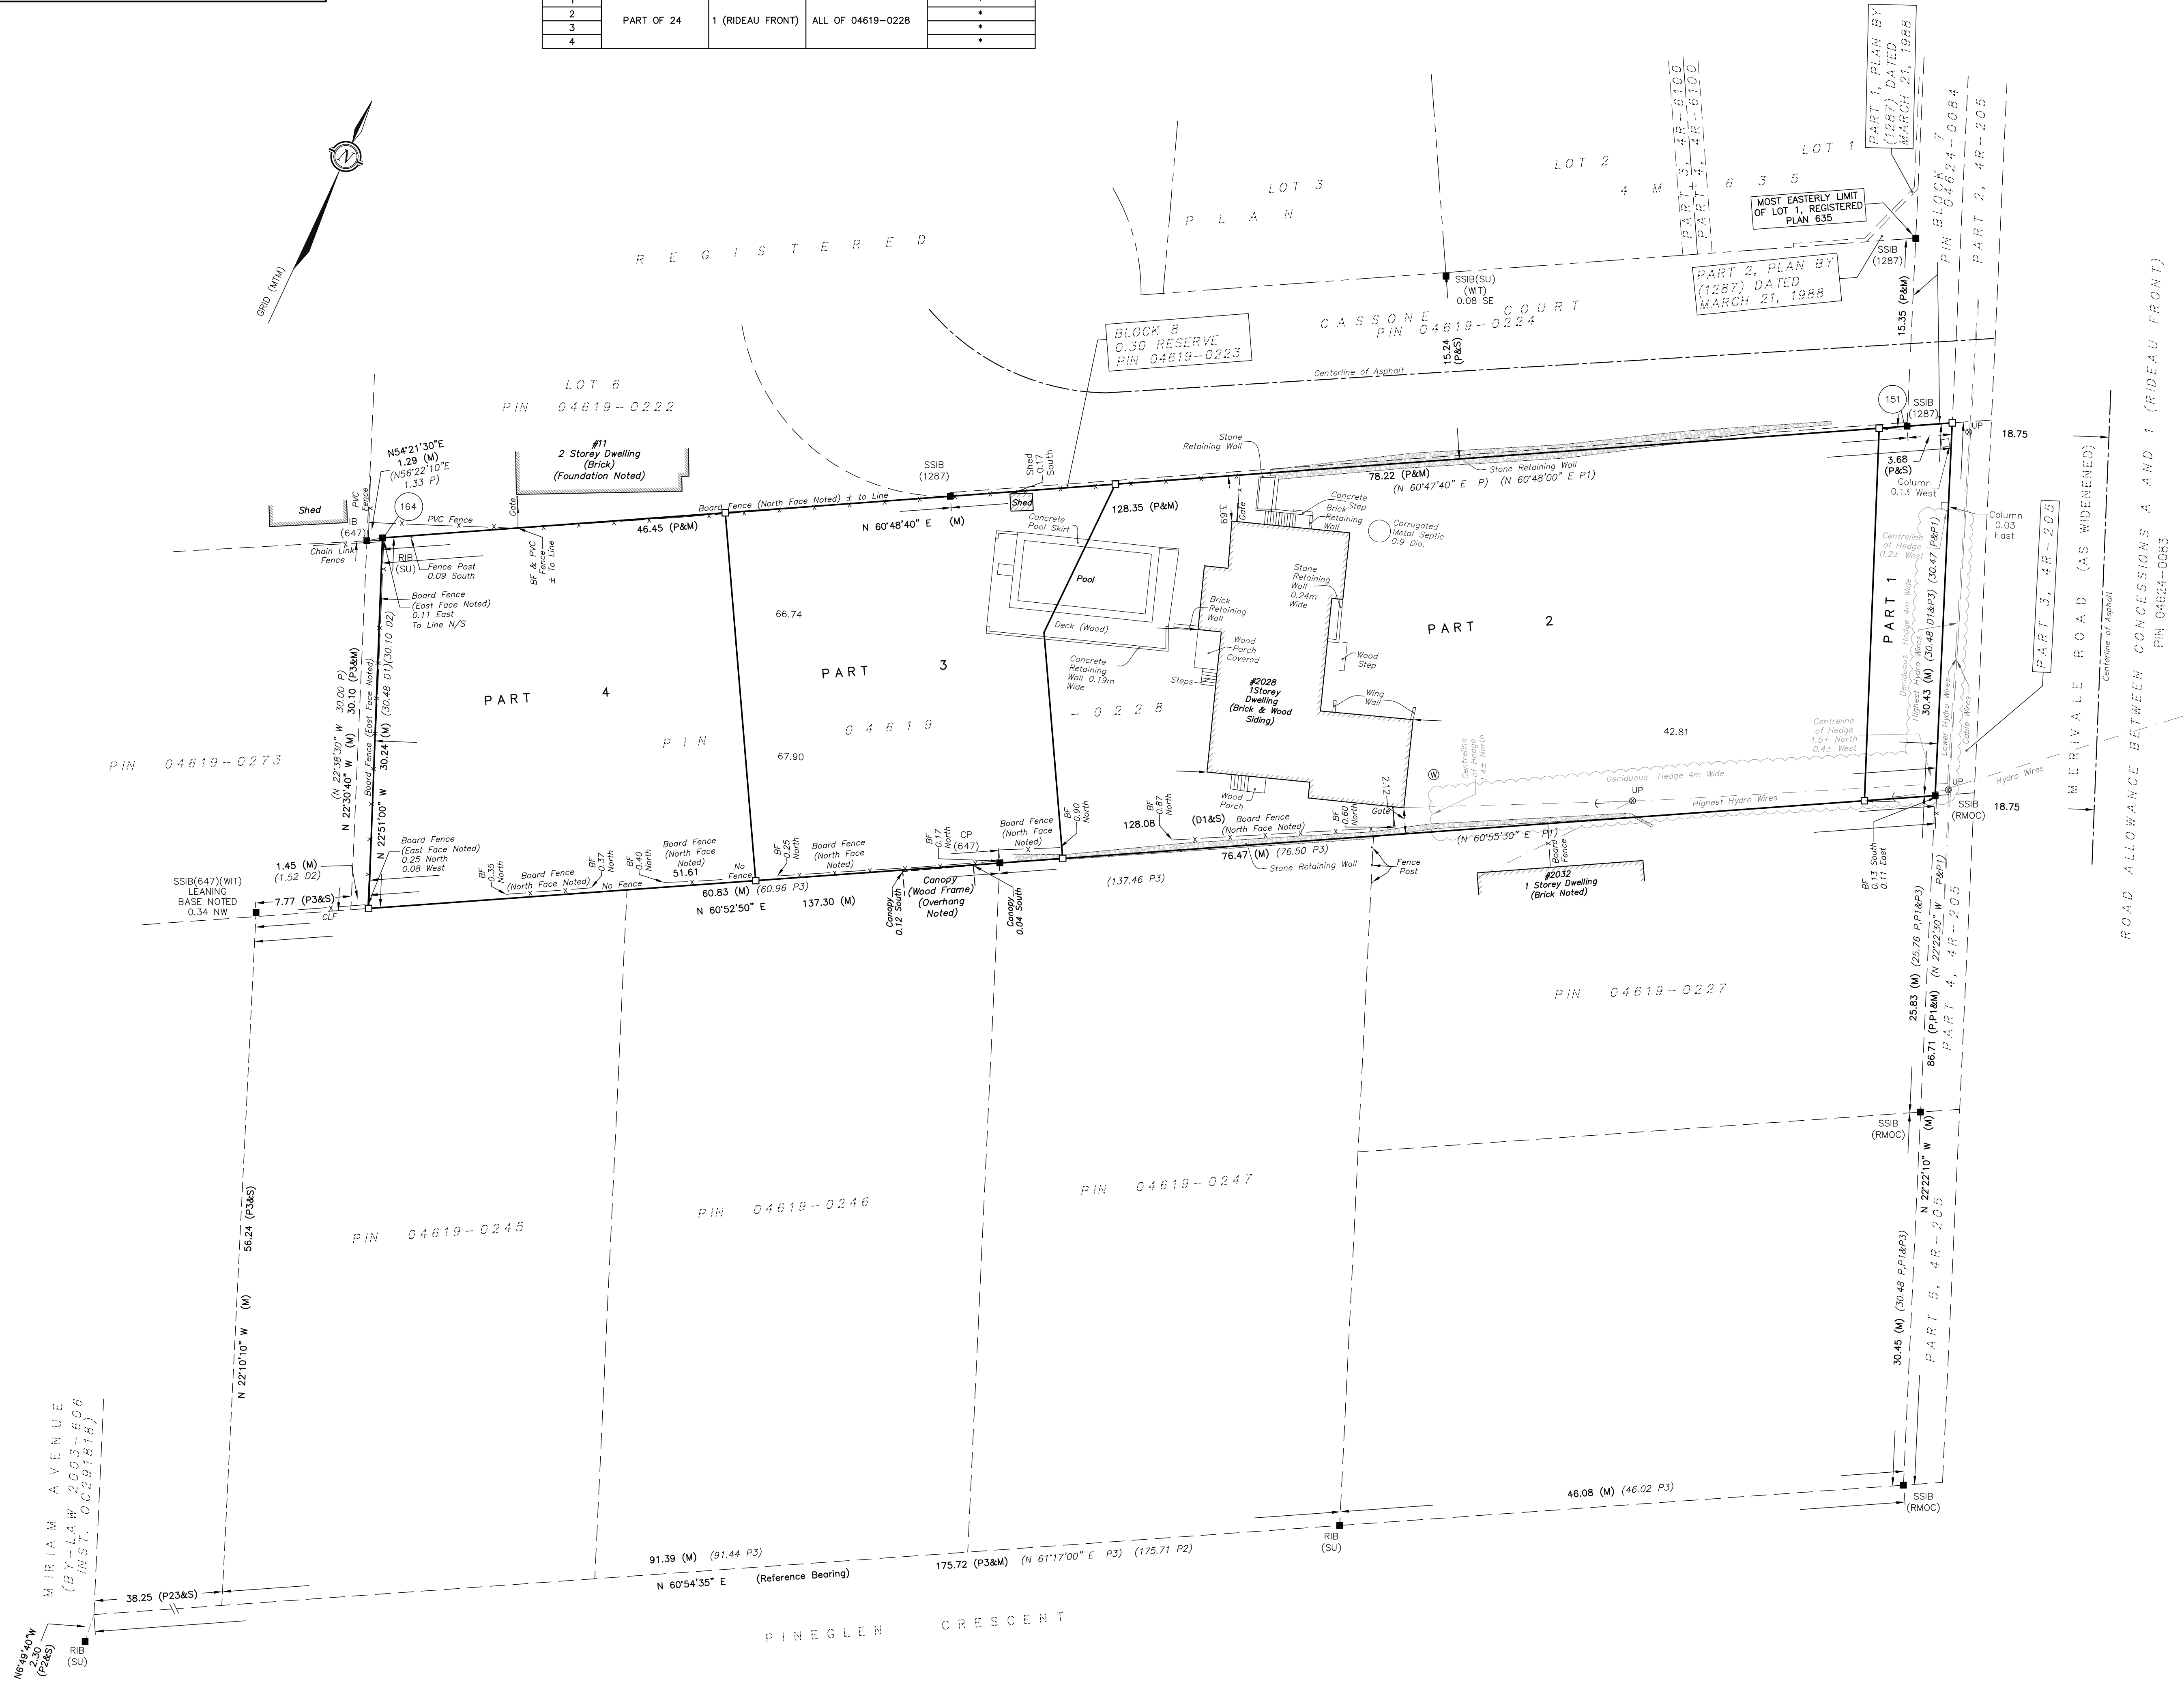 1
2
3
4
PART OF 24
1 (RIDEAU FRONT)
ALL OF 04619-0228
*
*
*
*
N
GRID (MTM)
PART 1, PLAN BY
(1287) DATED
MARCH 21, 1988
PART 3, 4R-6100
PART 4, 4R-6100
BLOCK 7
PIN 04624-0084
PART 2, 4R-205
LOT 1
LOT 2
LOT 3
PLAN
4M-635
REGISTERED
MOST EASTERLY LIMIT
OF LOT 1, REGISTERED
PLAN 635
SSIB
(1287)
PART 2, PLAN BY
(1287) DATED
MARCH 21, 1988
15.35 (P&M)
SSIB(SU)
(WIT)
0.08 SE
CASSONE COURT
PIN 04619-0224
15.24
(P&S)
BLOCK 8
0.30 RESERVE
PIN 04619-0223
Centerline of Asphalt
LOT 6
PIN 04619-0222
#11
2 Storey Dwelling
(Brick)
(Foundation Noted)
N54°21'30"E
1.29 (M)
(N56°22'10"E
1.33 P)
PVC
Fence
164
Shed
IB
(647)
PVC Fence
Gate
Chain Link
Fence
RIB
(SU)
Fence Post
0.09 South
BF & PVC
Fence
± To Line
46.45 (P&M)
Board Fence (North Face Noted) ± to Line
SSIB
(1287)
Shed
0.17
South
Shed
N 60°48'40" E (M)
128.35 (P&M)
Stone
Retaining Wall
78.22 (P&M)
(N 60°47'40" E P) (N 60°48'00" E P1)
Stone Retaining Wall
151
SSIB
(1287)
3.68
(P&S)
Column
0.13 West
UP
18.75
Column
0.03
East
Board Fence
(East Face Noted)
0.11 East
To Line N/S
Concrete
Pool Skirt
Pool
Deck (Wood)
Concrete
Retaining
Wall 0.19m
Wide
3.69
Gate
Concrete
Step
Brick
Retaining
Wall
Corrugated
Metal Septic
0.9 Dia.
Stone
Retaining
Wall
0.24m
Wide
Brick
Retaining
Wall
Wood
Porch
Covered
Steps
Wood
Step
Wing
Wall
#2028
1Storey
Dwelling
(Brick & Wood
Siding)
Wood
Porch
66.74
67.90
42.81
PART 4
PART 3
PART 2
PART 1
PIN 04619-0228
PIN 04619-0273
(N 22°38'30" W 30.00 P)
N 22°30'40" W (M) 30.10 (P3&M)
Board Fence (East Face Noted)
N 22°51'00" W 30.24 (M) (30.48 D1)(30.10 D2)
Centreline
of Hedge
0.2± West
Deciduous Hedge 4m Wide
Highest Hydro Wires
30.43 (M) (30.48 D1&P3) (30.47 P&P1)
Lower Hydro Wires
Cable Wires
PART 3, 4R-205
MERIVALE ROAD (AS WIDENENED)
Centerline of Asphalt
ROAD ALLOWANCE BETWEEN CONCESSIONS A AND 1 (RIDEAU FRONT)
PIN 04624-0083
Centreline
of Hedge
1.5± North
0.4± West
Centreline
of Hedge
1.4± North
W
Deciduous Hedge 4m Wide
UP
Highest Hydro Wires
UP
Hydro Wires
SSIB
(RMOC)
18.75
2.12
Gate
BF
0.60
North
BF
0.87
North
128.08 (D1&S)
Board Fence
(North Face Noted)
76.47 (M) (76.50 P3)
(N 60°55'30" E P1)
Stone Retaining Wall
Fence
Post
Board
Fence
#2032
1 Storey Dwelling
(Brick Noted)
BF
0.13 South
0.11 East
Board Fence
(East Face Noted)
0.25 North
0.08 West
1.45 (M)
(1.52 D2)
SSIB(647)(WIT)
LEANING
BASE NOTED
0.34 NW
7.77 (P3&S)
CLF
BF
0.35
North
Board Fence
(North Face Noted)
BF
0.37
North
No Fence
BF
0.40
North
Board Fence
(North Face
Noted)
51.61
No
Fence
BF
0.25
North
Board Fence
(North Face
Noted)
BF
0.17
North
CP
(647)
Board Fence
(North Face
Noted)
BF
0.90
North
60.83 (M) (60.96 P3)
N 60°52'50" E 137.30 (M)
(137.46 P3)
Canopy
0.12 South
Canopy
(Wood Frame)
(Overhang
Noted)
Canopy
0.04 South
PIN 04619-0227
25.83 (M) (25.76 P,P1&P3)
86.71 (P,P1&M) (N 22°22'30" W P&P1)
PART 4, 4R-205
SSIB
(RMOC)
N 22°22'10" W (M)
PART 5, 4R-205
30.45 (M) (30.48 P,P1&P3)
56.24 (P3&S)
N 22°10'10" W (M)
PIN 04619-0245
PIN 04619-0246
PIN 04619-0247
MIRIAM AVENUE
(BY-LAW 2003-606
INST. OC291818)
46.08 (M) (46.02 P3)
SSIB
(RMOC)
RIB
(SU)
91.39 (M) (91.44 P3)
175.72 (P3&M) (N 61°17'00" E P3) (175.71 P2)
N 60°54'35" E (Reference Bearing)
38.25 (P23&S)
N6°49'40"W
2.30
(P2&S)
RIB
(SU)
PINEGLEN CRESCENT